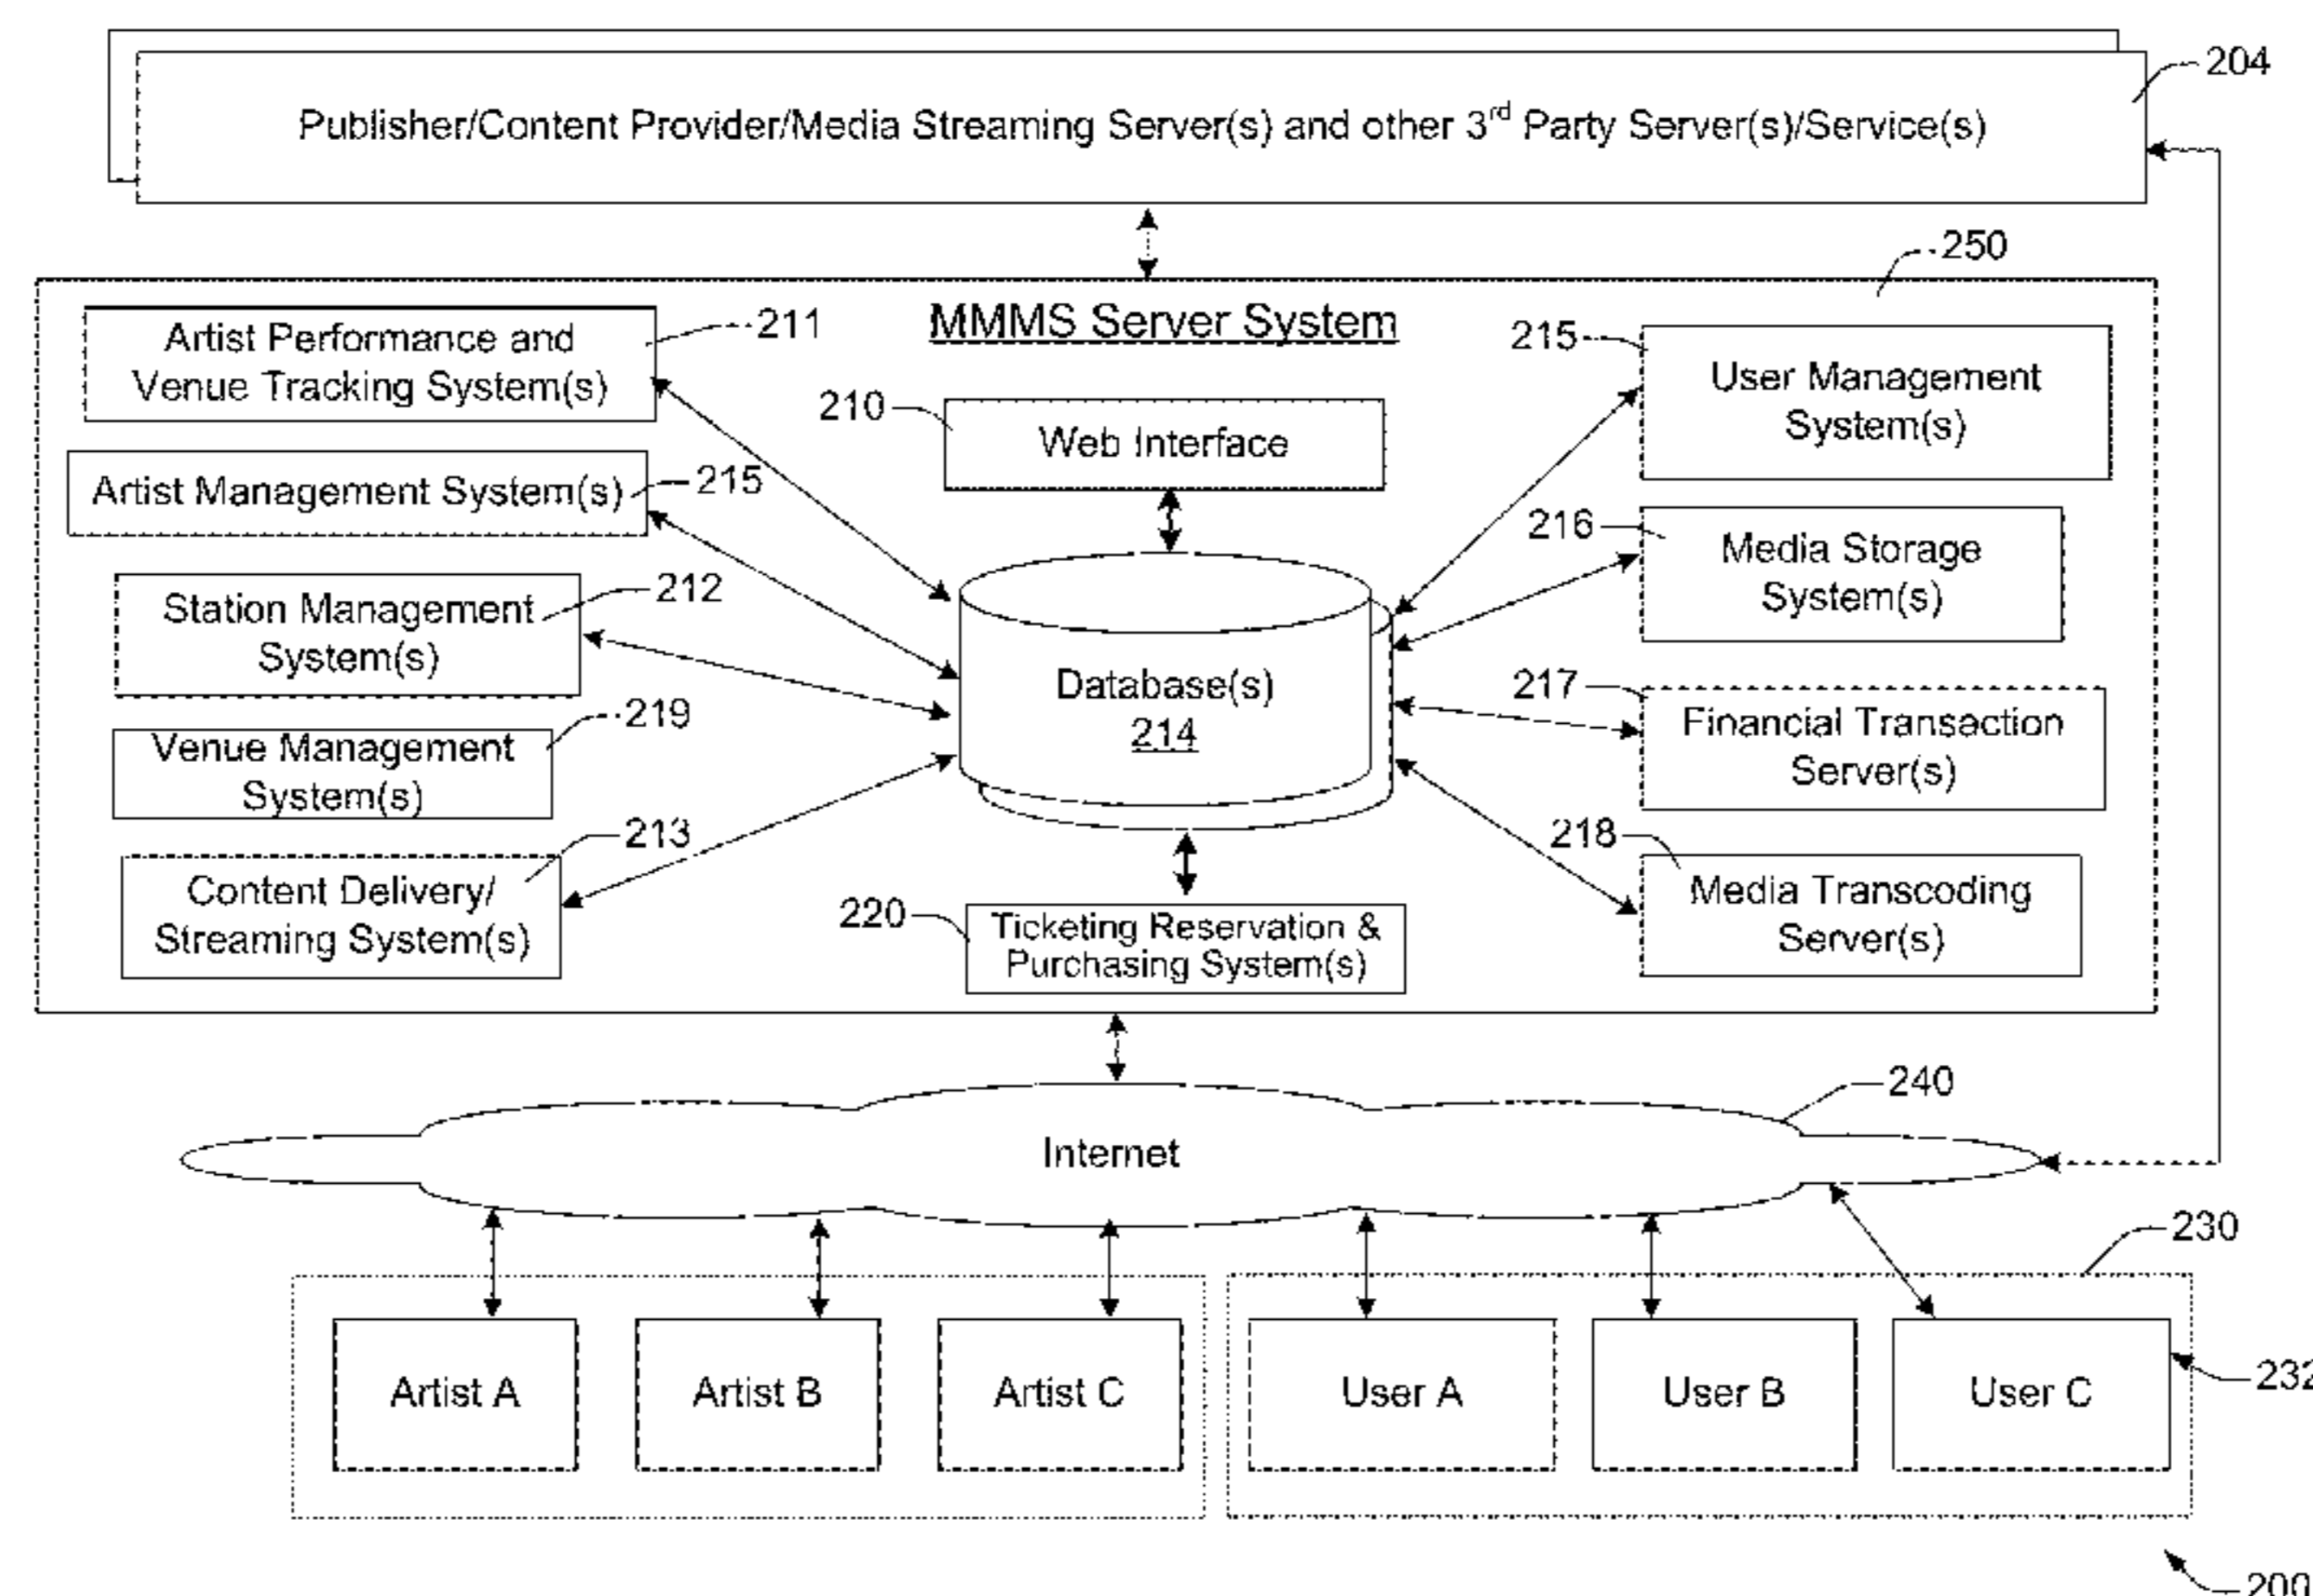 204
Publisher/Content Provider/Media Streaming Server(s) and other 3rd Party Server(s)/Service(s)
250
MMMS Server System
Artist Performance and
Venue Tracking System(s)
211
Artist Management System(s)
215
Station Management
System(s)
212
Venue Management
System(s)
219
Content Delivery/
Streaming System(s)
213
210
Web Interface
Database(s)
214
220
Ticketing Reservation &
Purchasing System(s)
215
User Management
System(s)
216
Media Storage
System(s)
217
Financial Transaction
Server(s)
218
Media Transcoding
Server(s)
240
Internet
230
Artist A
Artist B
Artist C
User A
User B
User C
232
200